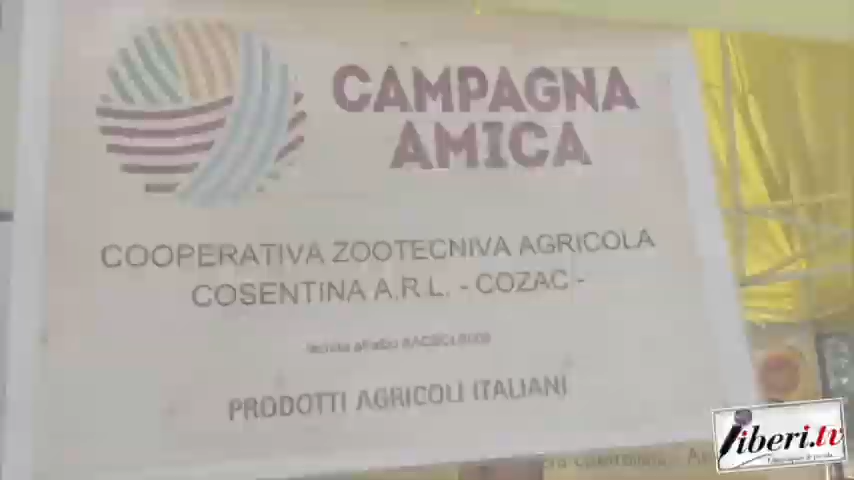 CAMPAGNA
AMICA
COOPERATIVA ZOOTECNIVA AGRICOLA
COSENTINA A.R.L. - COZAC -
PRODOTTI AGRICOLI ITALIANI
liberi.tv